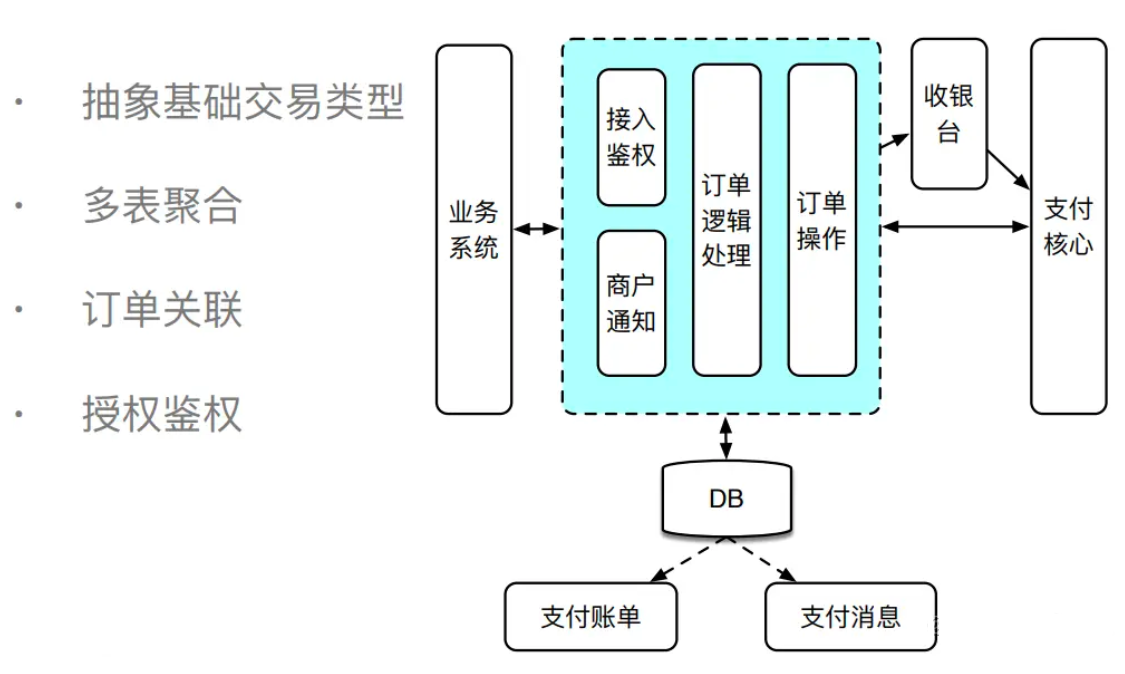 · 抽象基础交易类型
· 多表聚合
· 订单关联
· 授权鉴权
业务
系统
接入
鉴权
商户
通知
订单
逻辑
处理
订单
操作
收银
台
支付
核心
DB
支付账单
支付消息